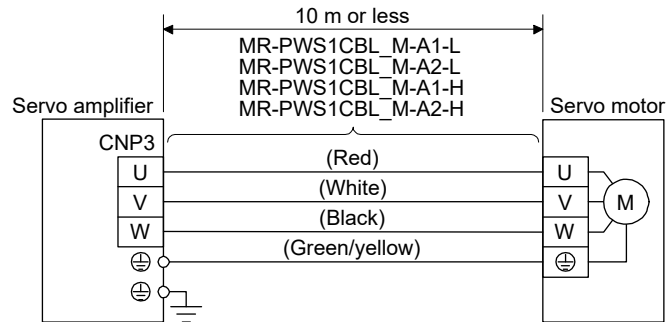 10 m or less
MR-PWS1CBL_M-A1-L
MR-PWS1CBL_M-A2-L
MR-PWS1CBL_M-A1-H
MR-PWS1CBL_M-A2-H
Servo amplifier
Servo motor
CNP3
U
(Red)
U
V
(White)
V
M
W
(Black)
W
(Green/yellow)